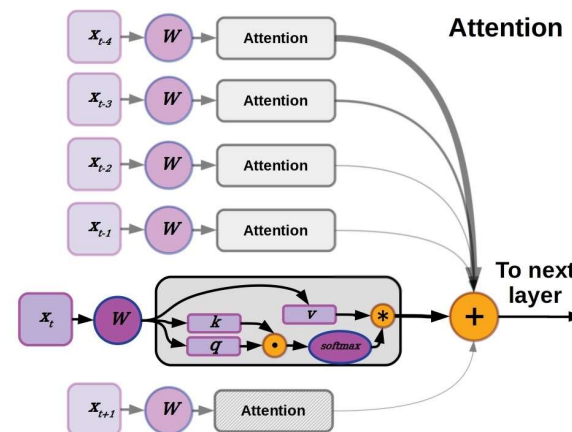 Attention
x_{t-4} W Attention
x_{t-3} W Attention
x_{t-2} W Attention
x_{t-1} W Attention
To next
layer
x_t W k q v softmax * • +
x_{t+1} W Attention